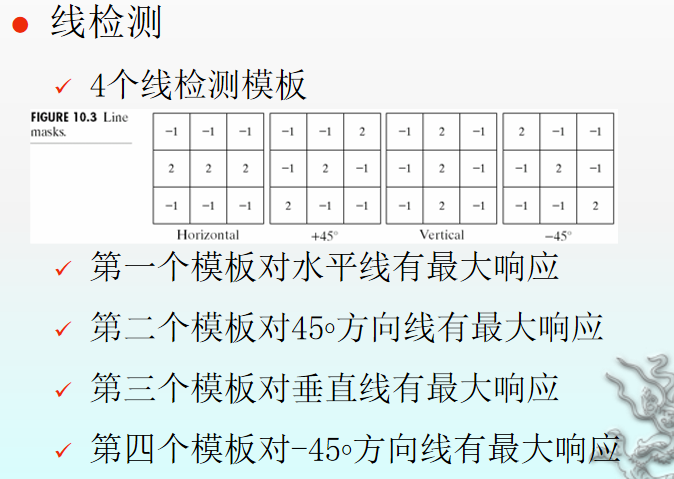 线检测
4个线检测模板
FIGURE 10.3 Line
masks.
-1 -1 -1 -1 -1 2 -1 2 -1 2 -1 -1
2 2 2 -1 2 -1 -1 2 -1 -1 2 -1
-1 -1 -1 2 -1 -1 -1 2 -1 -1 -1 2
Horizontal +45° Vertical -45°
第一个模板对水平线有最大响应
第二个模板对45o方向线有最大响应
第三个模板对垂直线有最大响应
第四个模板对-45o方向线有最大响应